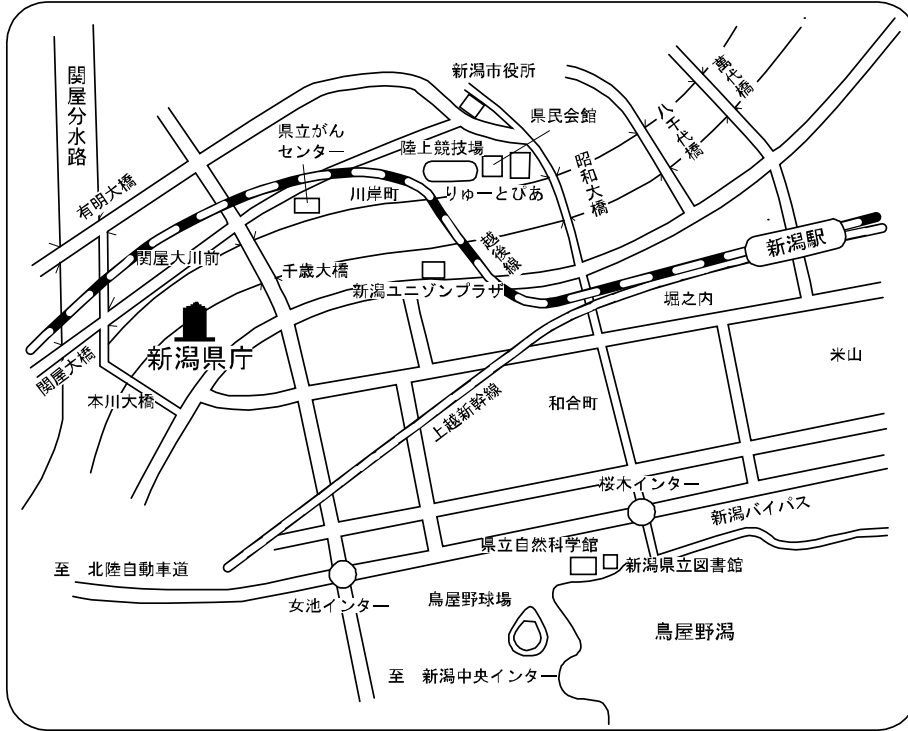 新潟市役所
萬代橋
関屋分水路
県民会館
八千代橋
県立がん
センター
陸上競技場
昭和大橋
有明大橋
川岸町
りゅーとぴあ
越後線
新潟駅
関屋大川前
千歳大橋
新潟ユニゾンプラザ
堀之内
新潟県庁
米山
関屋大橋
本川大橋
上越新幹線
和合町
桜木インター
新潟バイパス
県立自然科学館
新潟県立図書館
至 北陸自動車道
女池インター
鳥屋野球場
鳥屋野潟
至 新潟中央インター